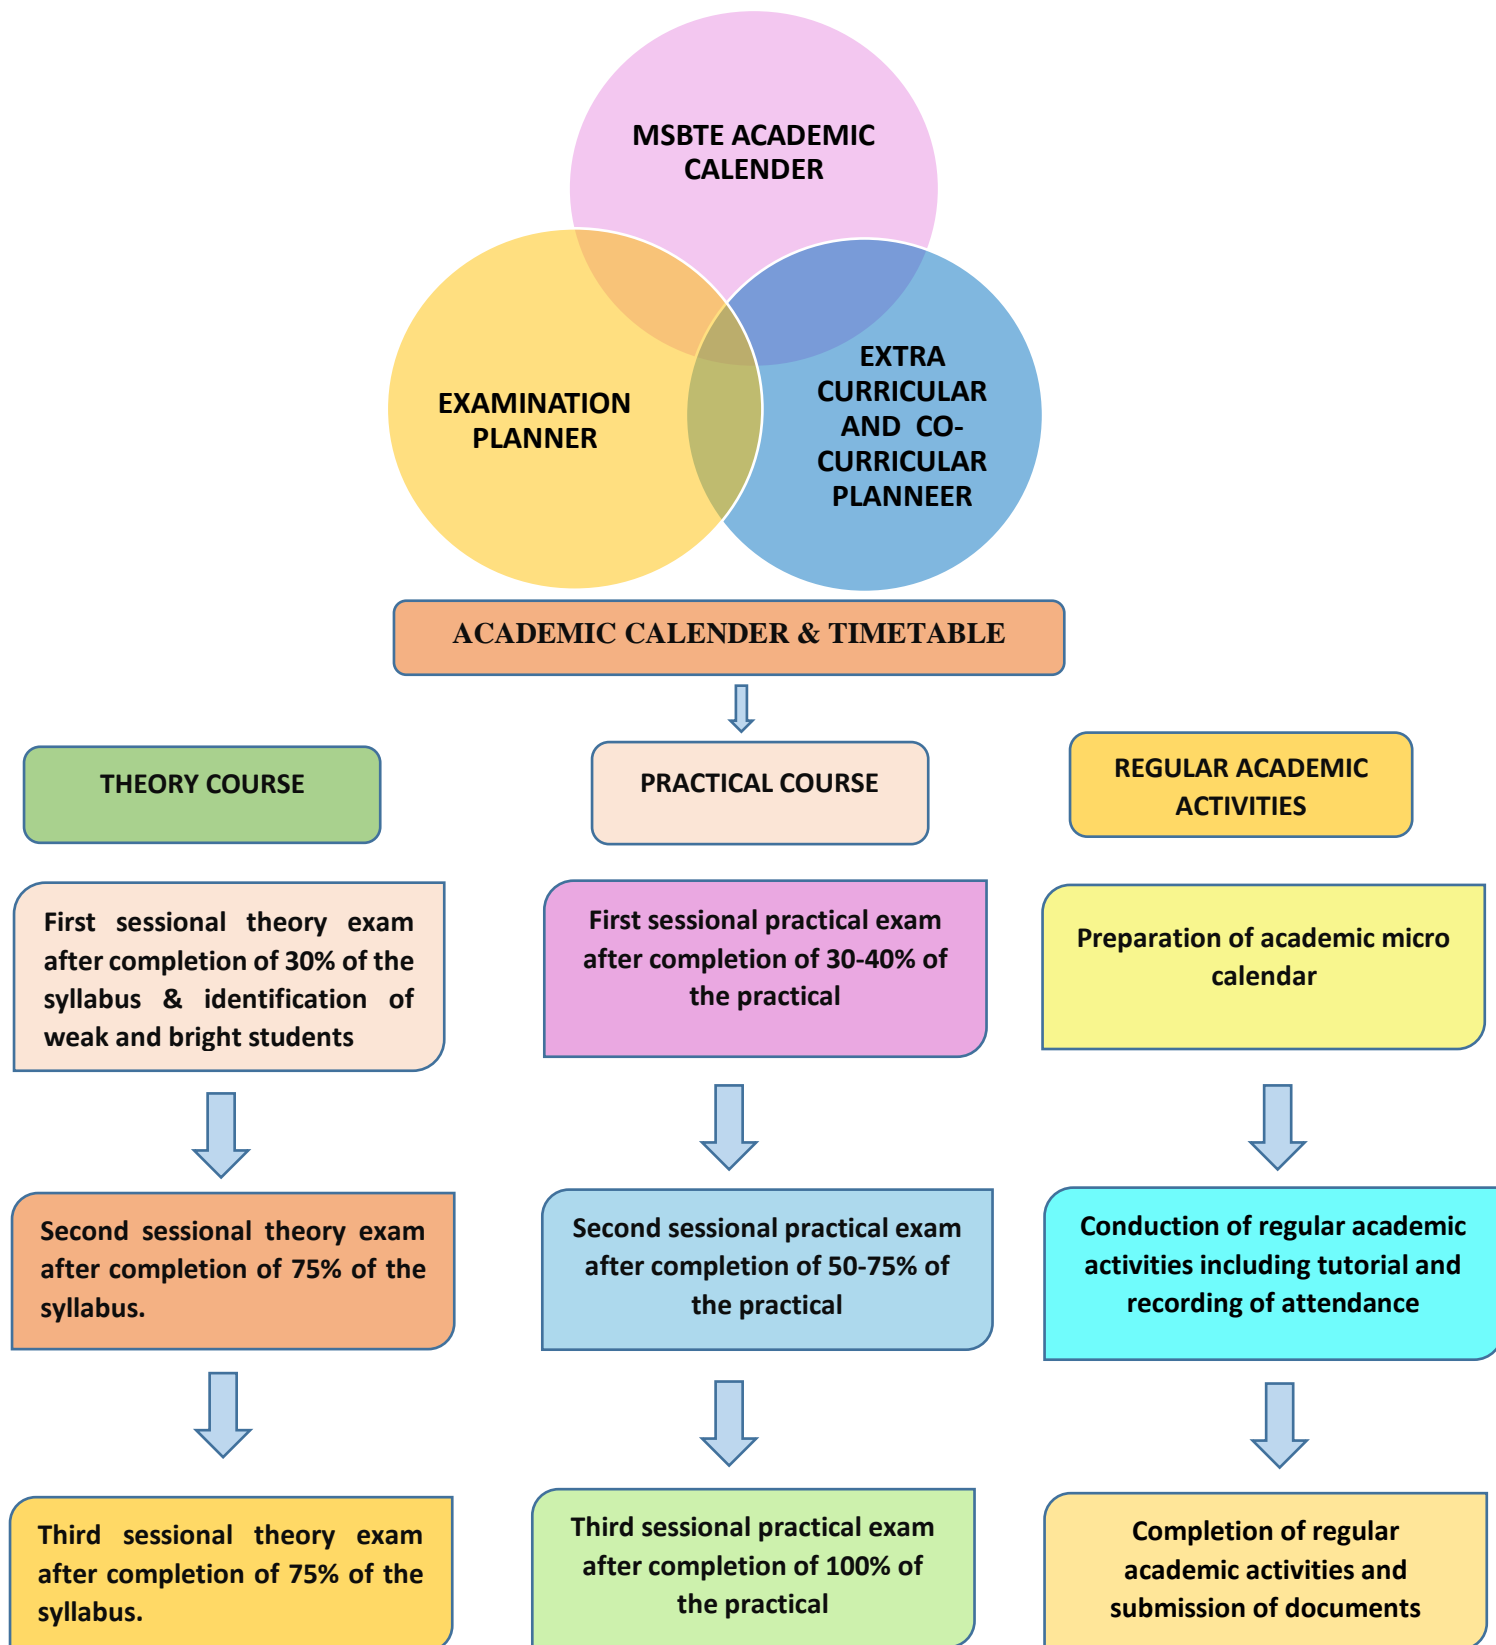 MSBTE ACADEMIC
CALENDER
EXAMINATION
PLANNER
EXTRA
CURRICULAR
AND CO-
CURRICULAR
PLANNEER
ACADEMIC CALENDER & TIMETABLE
THEORY COURSE
PRACTICAL COURSE
REGULAR ACADEMIC
ACTIVITIES
First sessional theory exam
after completion of 30% of the
syllabus & identification of
weak and bright students
First sessional practical exam
after completion of 30-40% of
the practical
Preparation of academic micro
calendar
Second sessional theory exam
after completion of 75% of the
syllabus.
Second sessional practical exam
after completion of 50-75% of
the practical
Conduction of regular academic
activities including tutorial and
recording of attendance
Third sessional theory exam
after completion of 75% of the
syllabus.
Third sessional practical exam
after completion of 100% of
the practical
Completion of regular
academic activities and
submission of documents